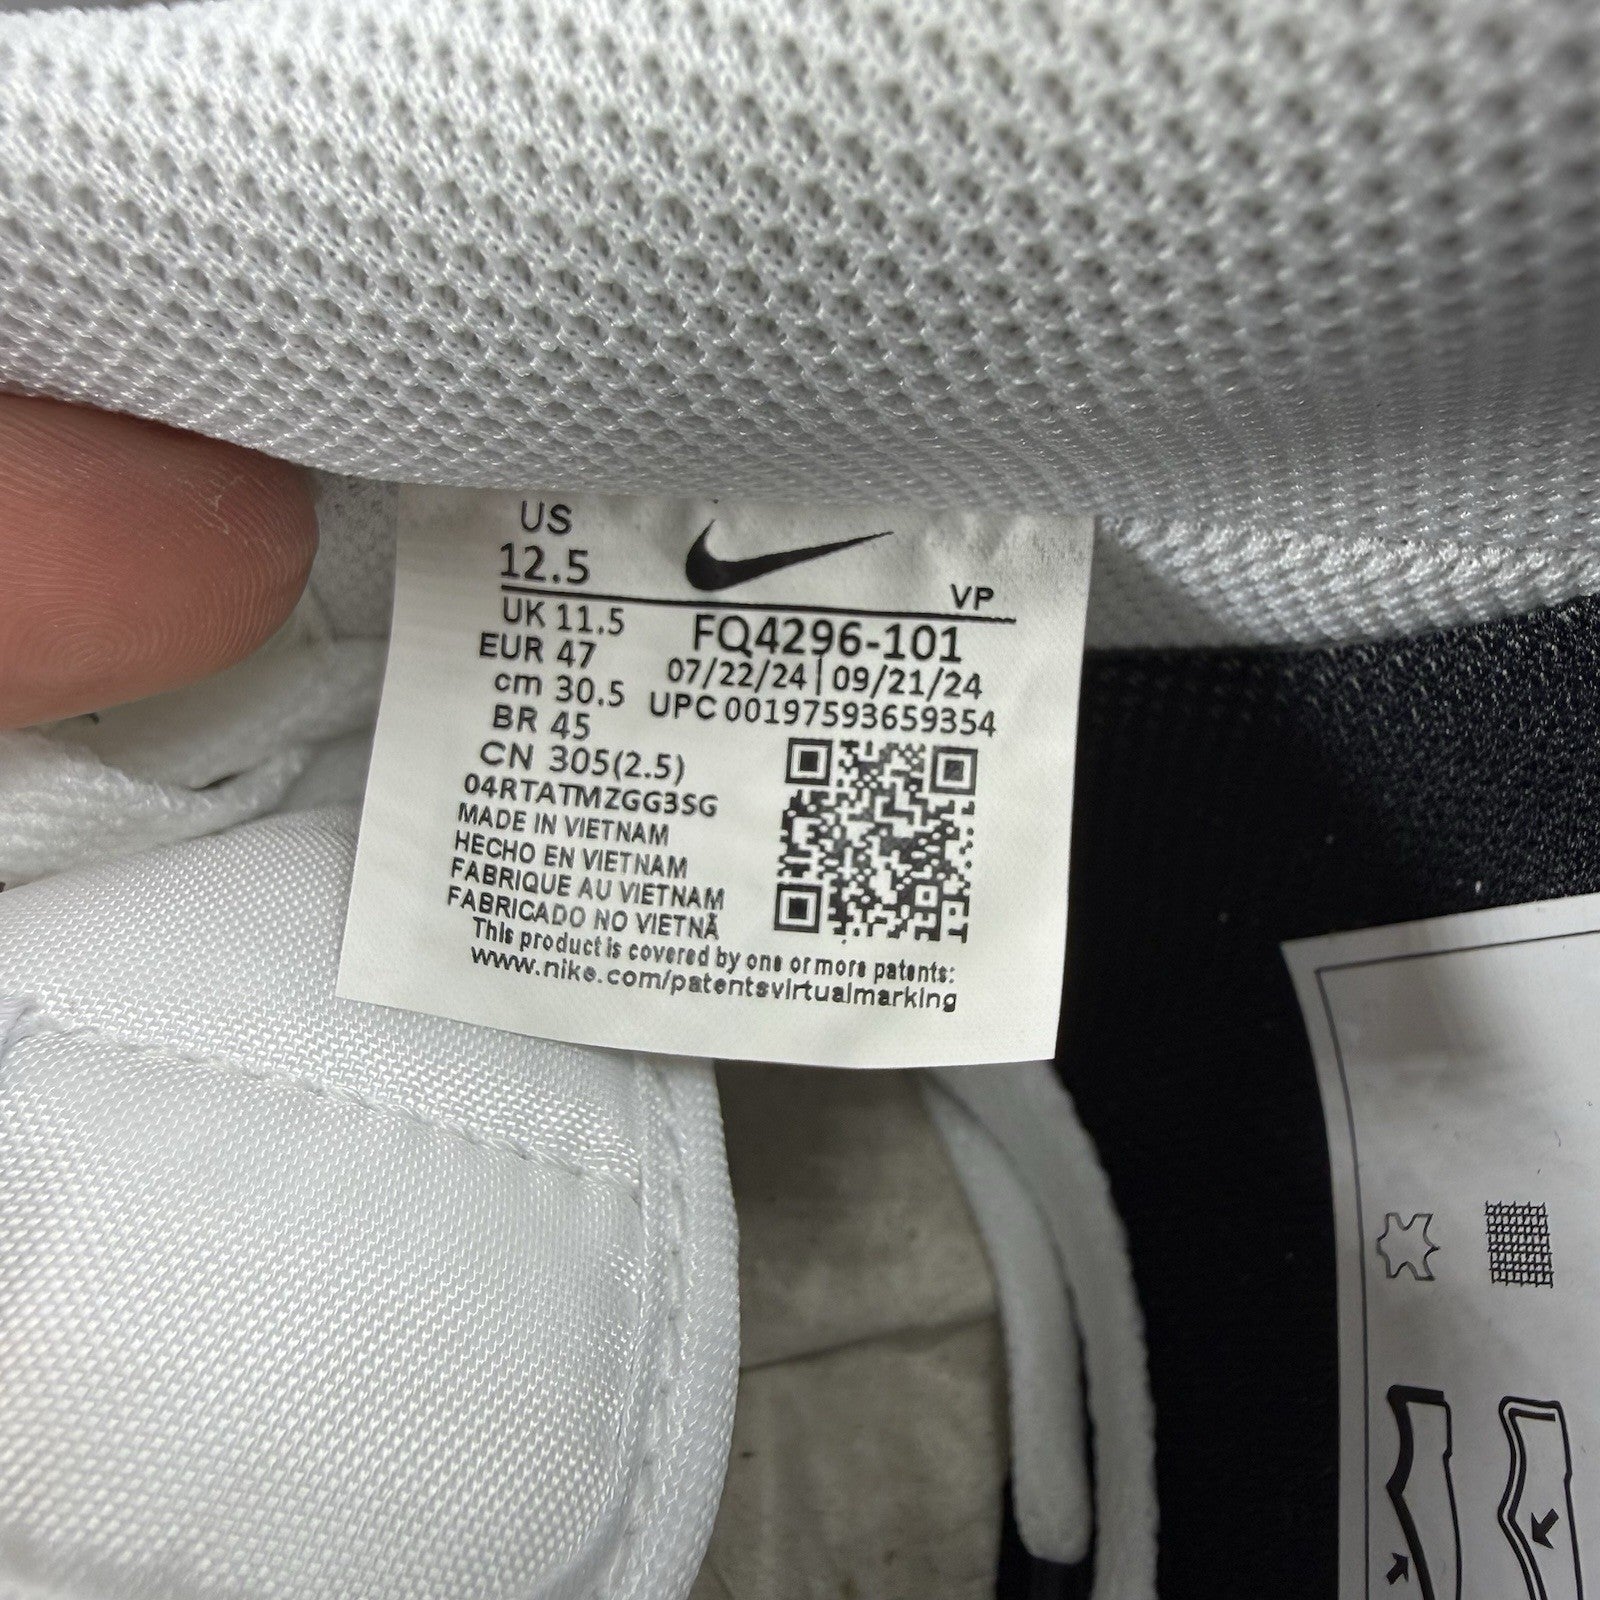 US
12.5
VP
UK 11.5
FQ4296-101
EUR 47
07/22/24 | 09/21/24
cm 30.5
UPC 00197593659354
BR 45
CN 305(2.5)
04RTATMZGG3SG
MADE IN VIETNAM
HECHO EN VIETNAM
FABRIQUE AU VIETNAM
FABRICADO NO VIETNÃ
This product is covered by one or more patents:
www.nike.com/patentsvirtualmarking